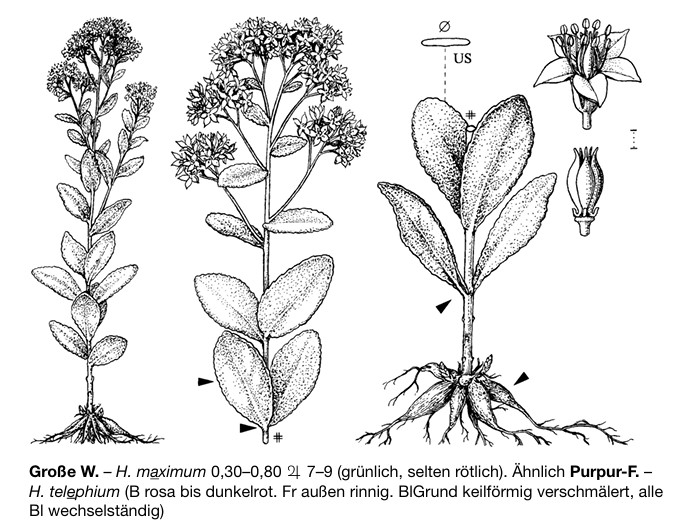 Ø
US
#
#
Große W. – H. maximum 0,30–0,80 ♃ 7–9 (grünlich, selten rötlich). Ähnlich Purpur-F. –
H. telephium (B rosa bis dunkelrot. Fr außen rinnig. BlGrund keilförmig verschmälert, alle
Bl wechselständig)